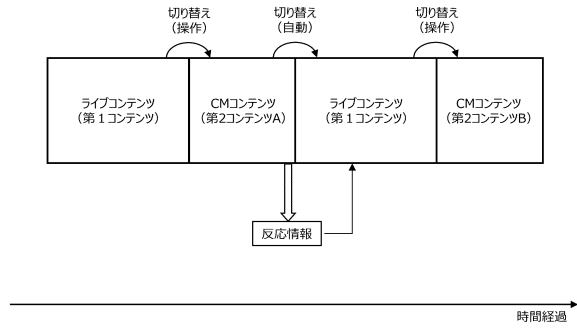 切り替え
（操作）
切り替え
（自動）
切り替え
（操作）
ライブコンテンツ
（第１コンテンツ）
CMコンテンツ
（第2コンテンツA）
ライブコンテンツ
（第１コンテンツ）
CMコンテンツ
（第2コンテンツB）
反応情報
時間経過